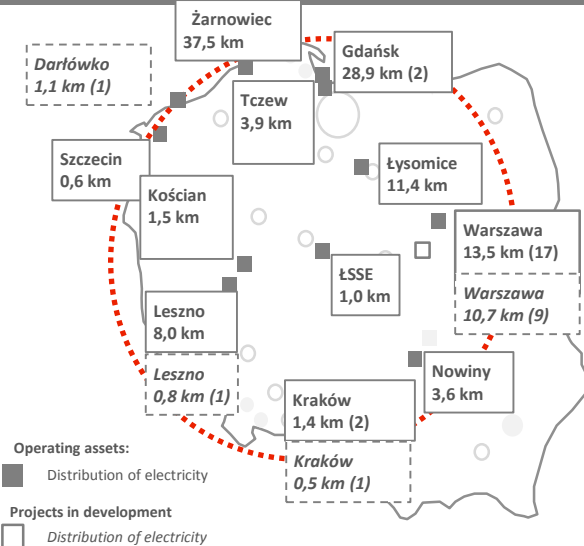 Żarnowiec
37,5 km
Gdańsk
28,9 km (2)
Darłówko
1,1 km (1)
Tczew
3,9 km
Szczecin
0,6 km
Kościan
1,5 km
Łysomice
11,4 km
Warszawa
13,5 km (17)
Warszawa
10,7 km (9)
ŁSSE
1,0 km
Leszno
8,0 km
Leszno
0,8 km (1)
Nowiny
3,6 km
Kraków
1,4 km (2)
Kraków
0,5 km (1)
Operating assets:
Distribution of electricity
Projects in development
Distribution of electricity